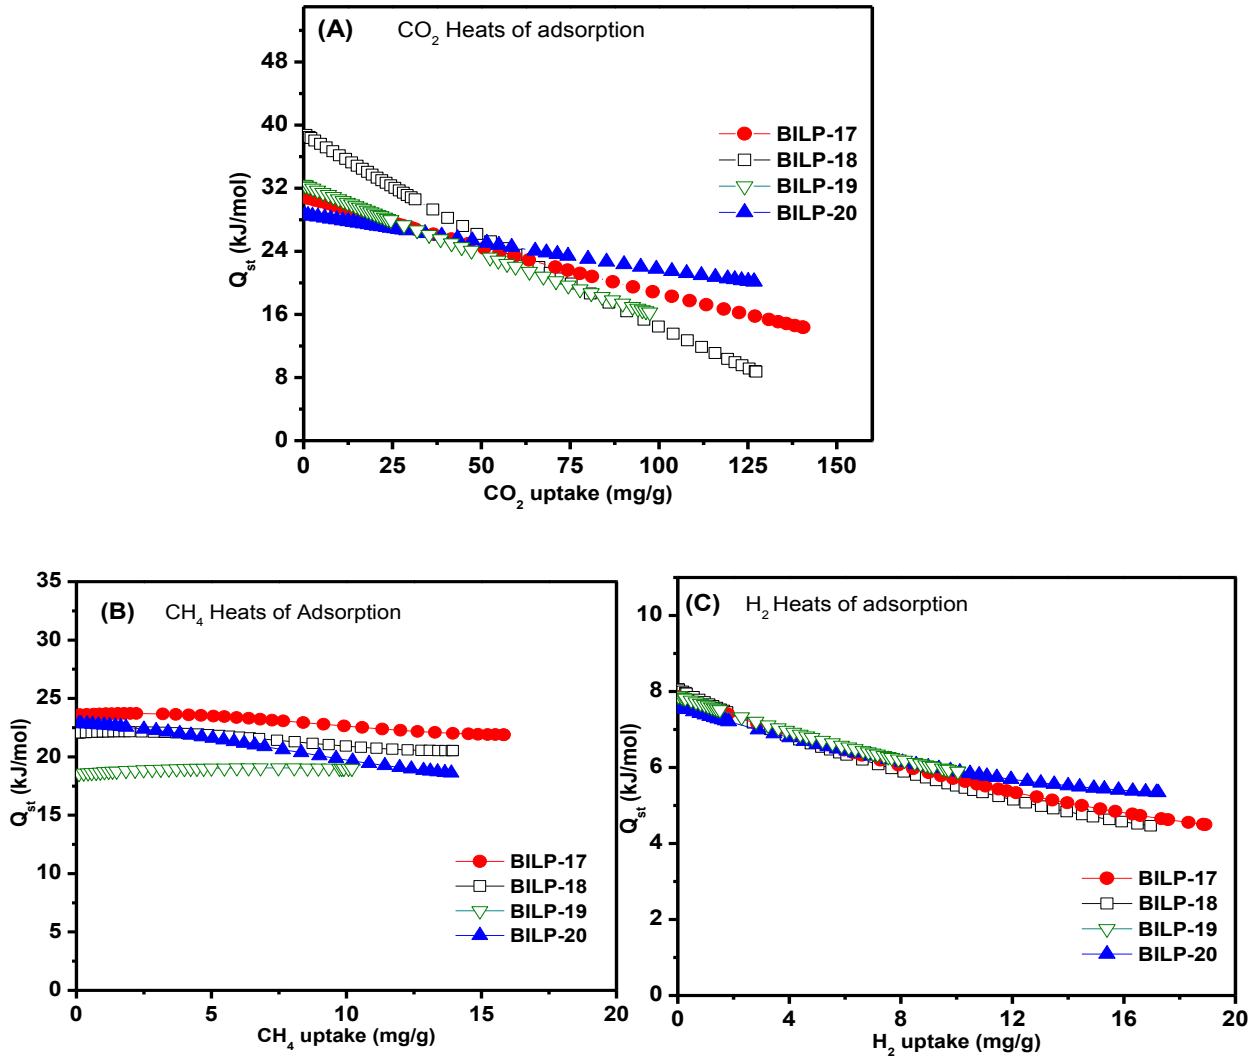 (A) CO2 Heats of adsorption
48
40
32
24
16
8
0
Qst (kJ/mol)
BILP-17
BILP-18
BILP-19
BILP-20
0 25 50 75 100 125 150
CO2 uptake (mg/g)
(B) CH4 Heats of Adsorption
35
30
25
20
15
10
5
0
Qst (kJ/mol)
BILP-17
BILP-18
BILP-19
BILP-20
0 5 10 15 20
CH4 uptake (mg/g)
(C) H2 Heats of adsorption
10
8
6
4
2
0
Qst (kJ/mol)
BILP-17
BILP-18
BILP-19
BILP-20
0 4 8 12 16 20
H2 uptake (mg/g)